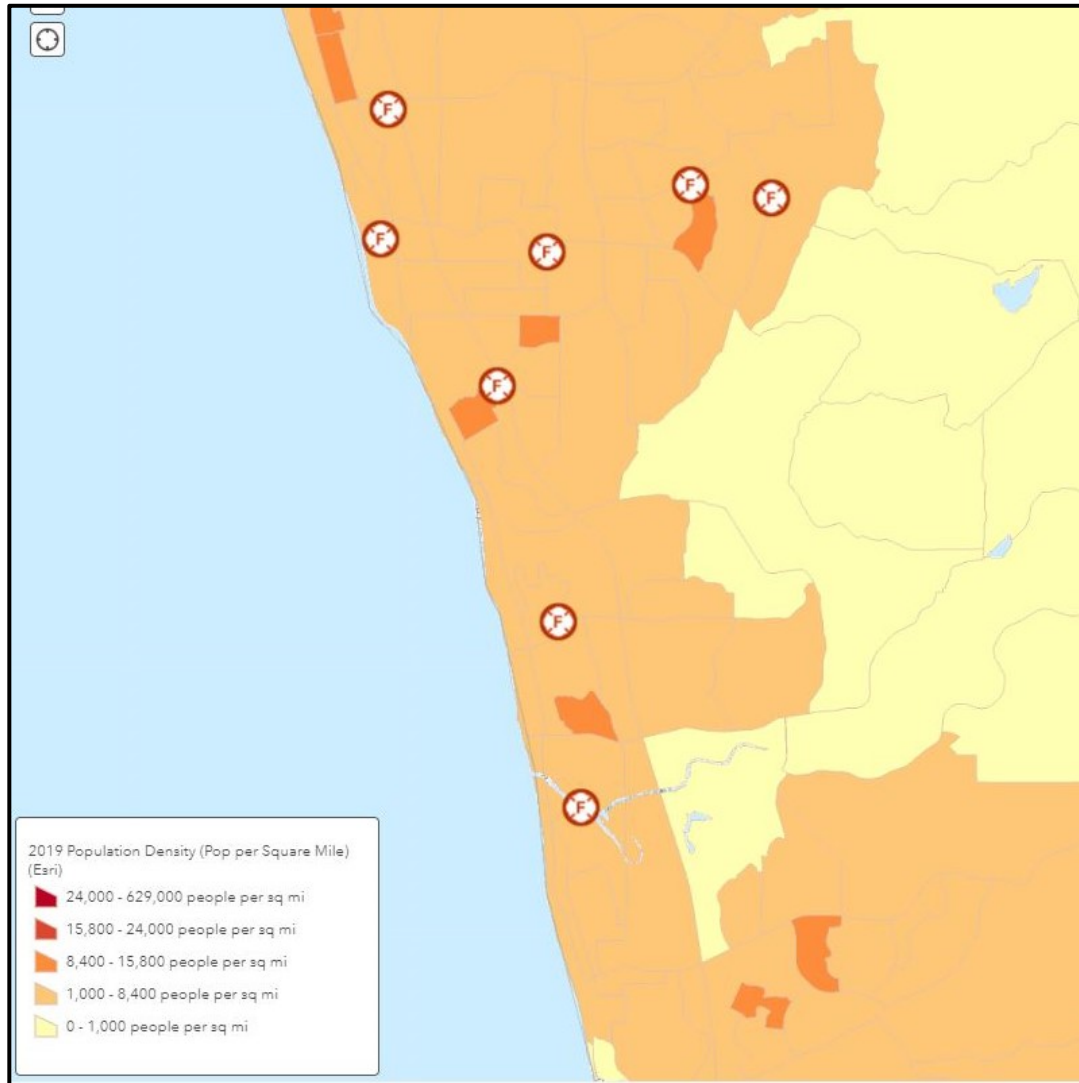 F
F
F
F
F
F
F
F
2019 Population Density (Pop per Square Mile)
(Esri)
24,000 - 629,000 people per sq mi
15,800 - 24,000 people per sq mi
8,400 - 15,800 people per sq mi
1,000 - 8,400 people per sq mi
0 - 1,000 people per sq mi